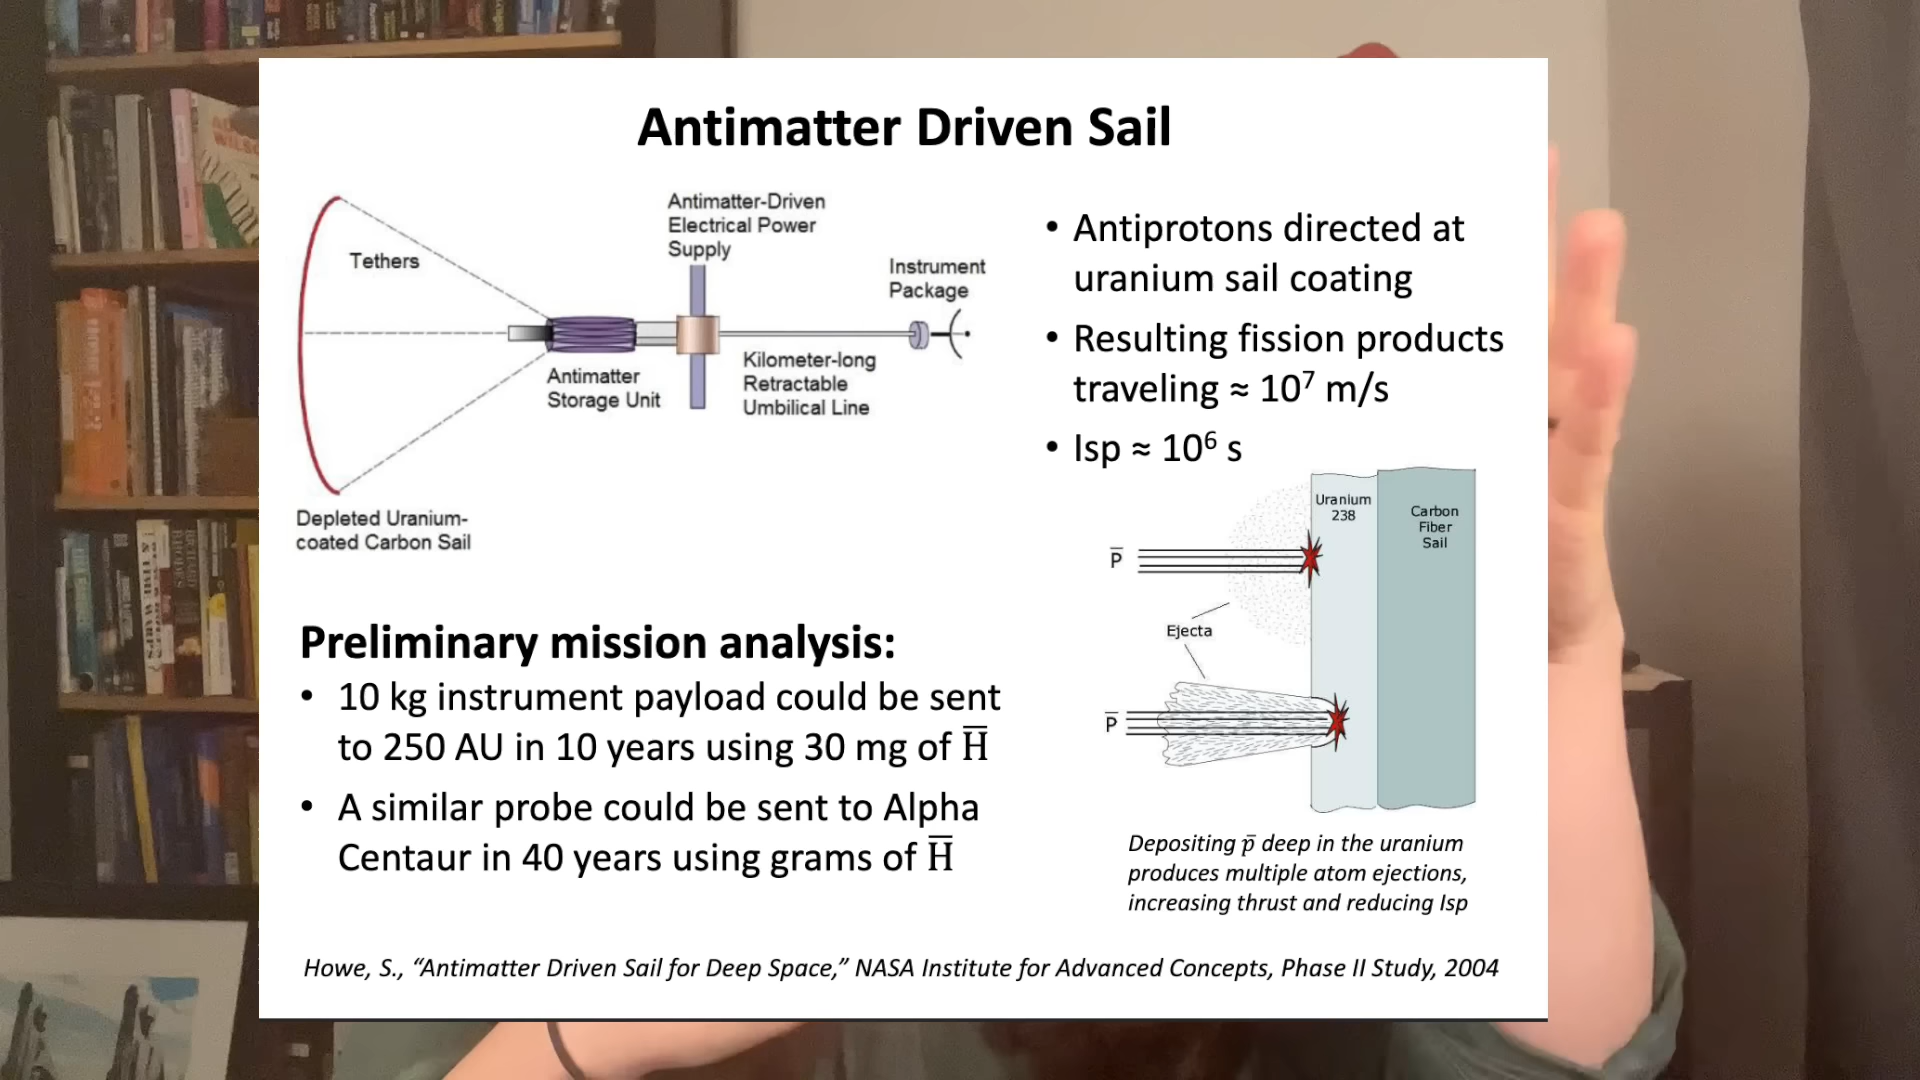 Antimatter Driven Sail
Antimatter-Driven
Electrical Power
Supply
Tethers
Instrument
Package
Antimatter
Storage Unit
Kilometer-long
Retractable
Umbilical Line
Depleted Uranium-
coated Carbon Sail
• Antiprotons directed at
uranium sail coating
• Resulting fission products
traveling ≈ 10⁷ m/s
• Isp ≈ 10⁶ s
Uranium
238
Carbon
Fiber
Sail
P̅
Ejecta
P̅
Depositing p̅ deep in the uranium
produces multiple atom ejections,
increasing thrust and reducing Isp
Preliminary mission analysis:
• 10 kg instrument payload could be sent
to 250 AU in 10 years using 30 mg of H̅
• A similar probe could be sent to Alpha
Centaur in 40 years using grams of H̅
Howe, S., “Antimatter Driven Sail for Deep Space,” NASA Institute for Advanced Concepts, Phase II Study, 2004